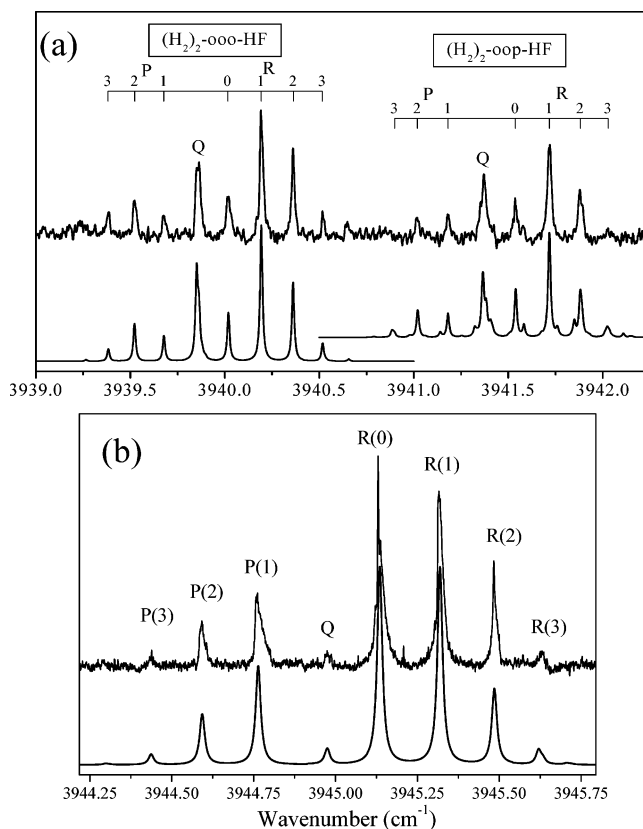 (a)
(H2)2-ooo-HF
(H2)2-oop-HF
P R
3 2 1 0 1 2 3
P R
3 2 1 0 1 2 3
Q
Q
3939.0 3939.5 3940.0 3940.5 3941.0 3941.5 3942.0
(b)
R(0)
R(1)
R(2)
P(1)
P(2)
P(3)
Q
R(3)
3944.25 3944.50 3944.75 3945.00 3945.25 3945.50 3945.75
Wavenumber (cm-1)